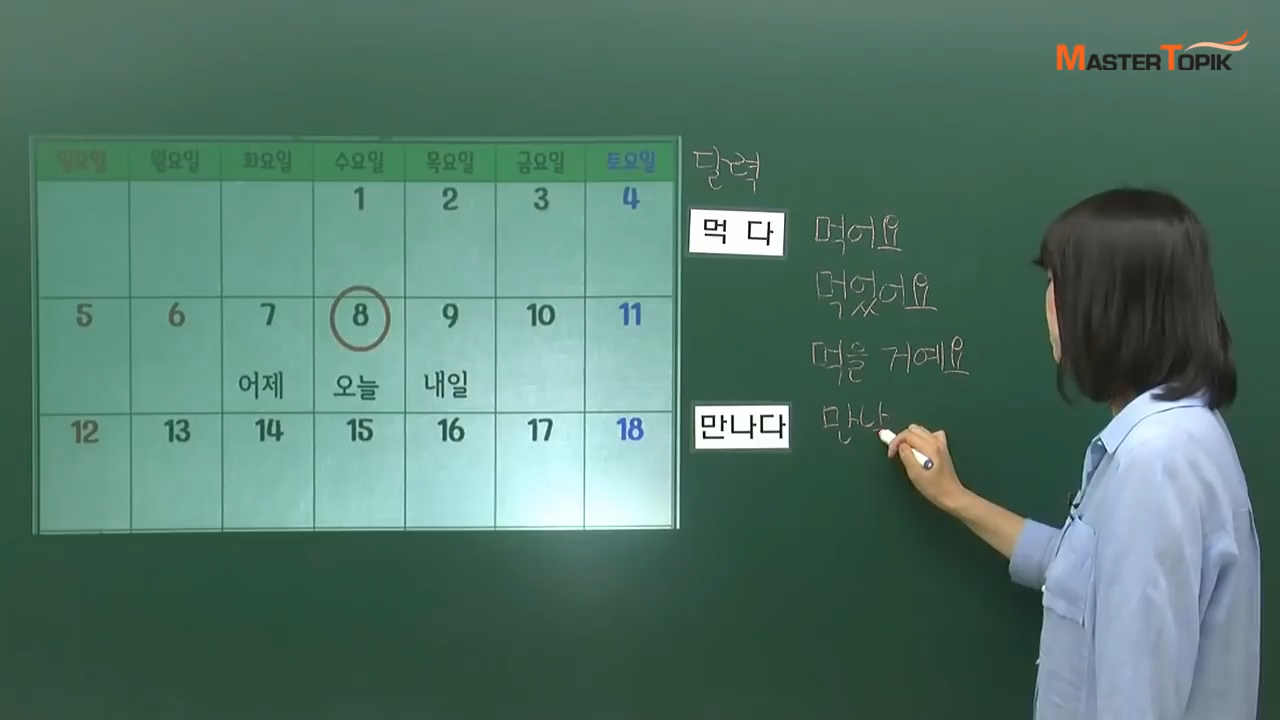 MASTER TOPIK
일요일 월요일 화요일 수요일 목요일 금요일 토요일
1 2 3 4
5 6 7 8 9 10 11
어제 오늘 내일
12 13 14 15 16 17 18
달력
먹 다 먹어요
먹었어요
먹을 거예요
만나다 만나